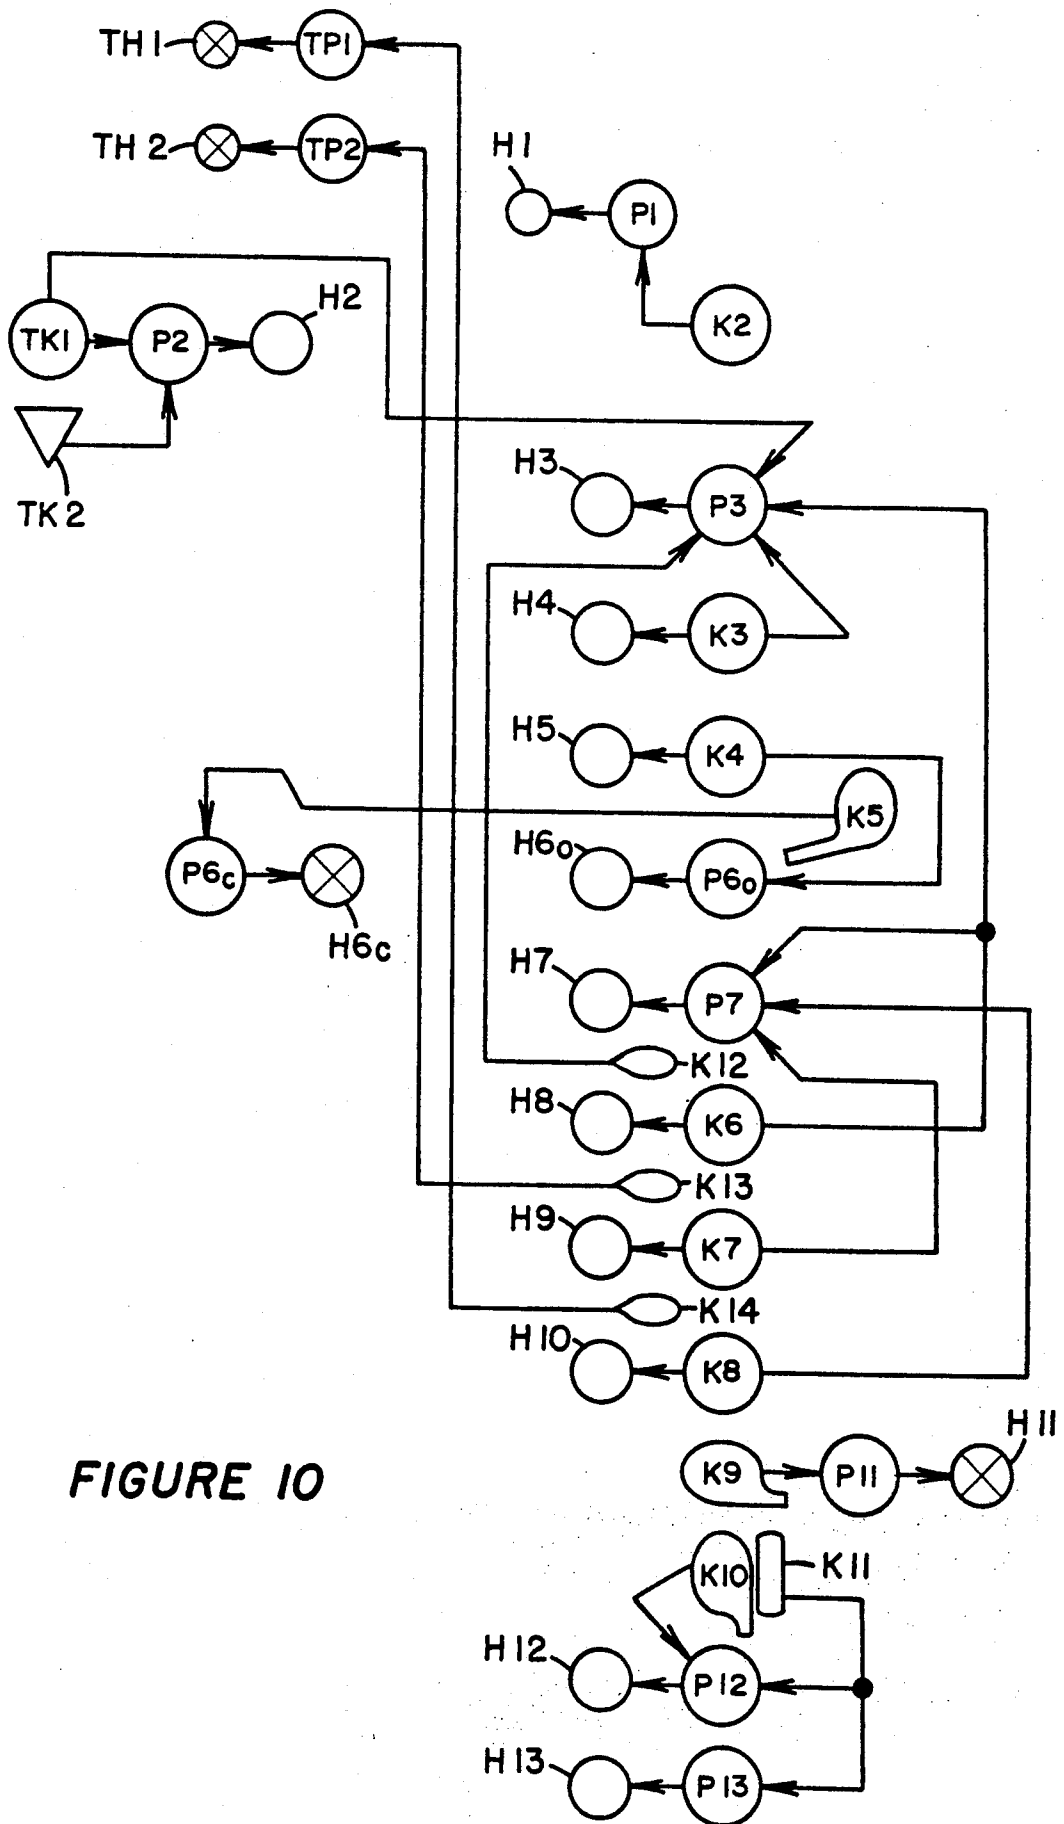 TH1 TP1
TH2 TP2
H1
P1
K2
H2
TK1 P2
TK2
H3 P3
H4 K3
H5 K4
K5
H6o P6o
P6c
H6c
H7 P7
K12
H8 K6
K13
H9 K7
K14
H10 K8
H11
K9 P11
FIGURE 10
K10 K11
H12 P12
H13 P13